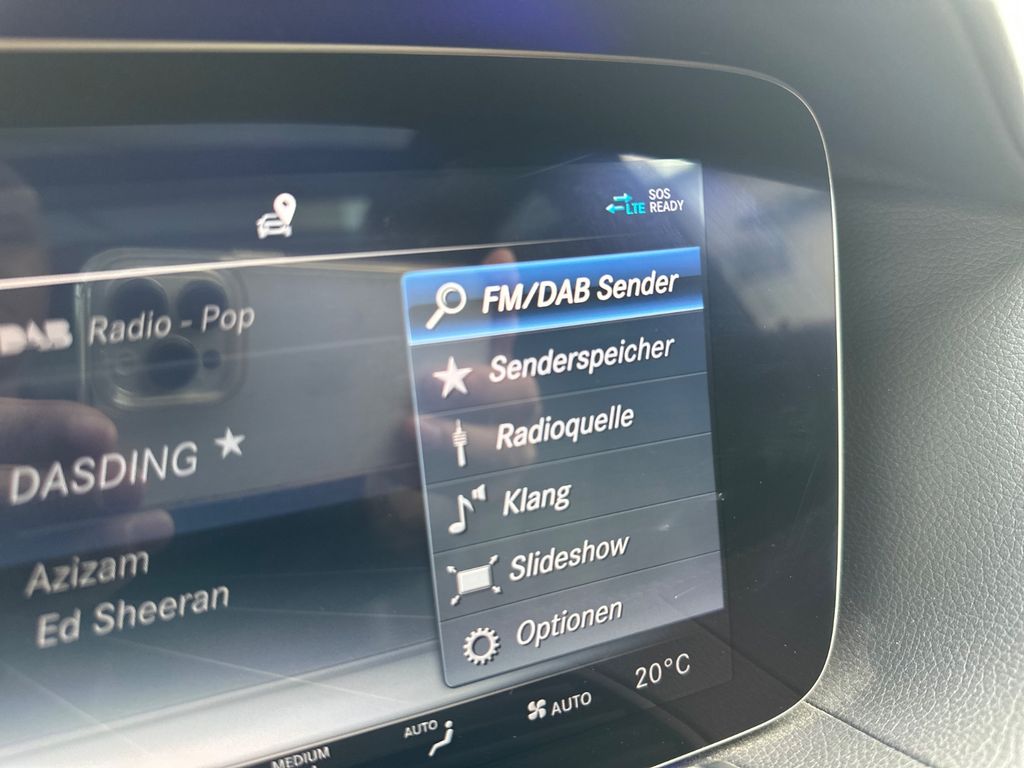 SOS
LTE READY
DAB Radio - Pop
DASDING
Azizam
Ed Sheeran
FM/DAB Sender
Senderspeicher
Radioquelle
Klang
Slideshow
Optionen
MEDIUM
AUTO
AUTO
20°C